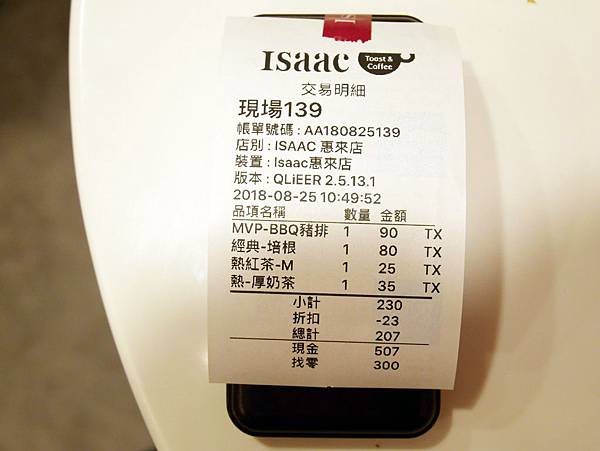 ISaac Toast & Coffee
交易明細
現場139
帳單號碼 : AA180825139
店別 : ISAAC 惠來店
裝置 : Isaac惠來店
版本 : QLiEER 2.5.13.1
2018-08-25 10:49:52
品項名稱 數量 金額
MVP-BBQ豬排 1 90 TX
經典-培根 1 80 TX
熱紅茶-M 1 25 TX
熱-厚奶茶 1 35 TX
小計 230
折扣 -23
總計 207
現金 507
找零 300